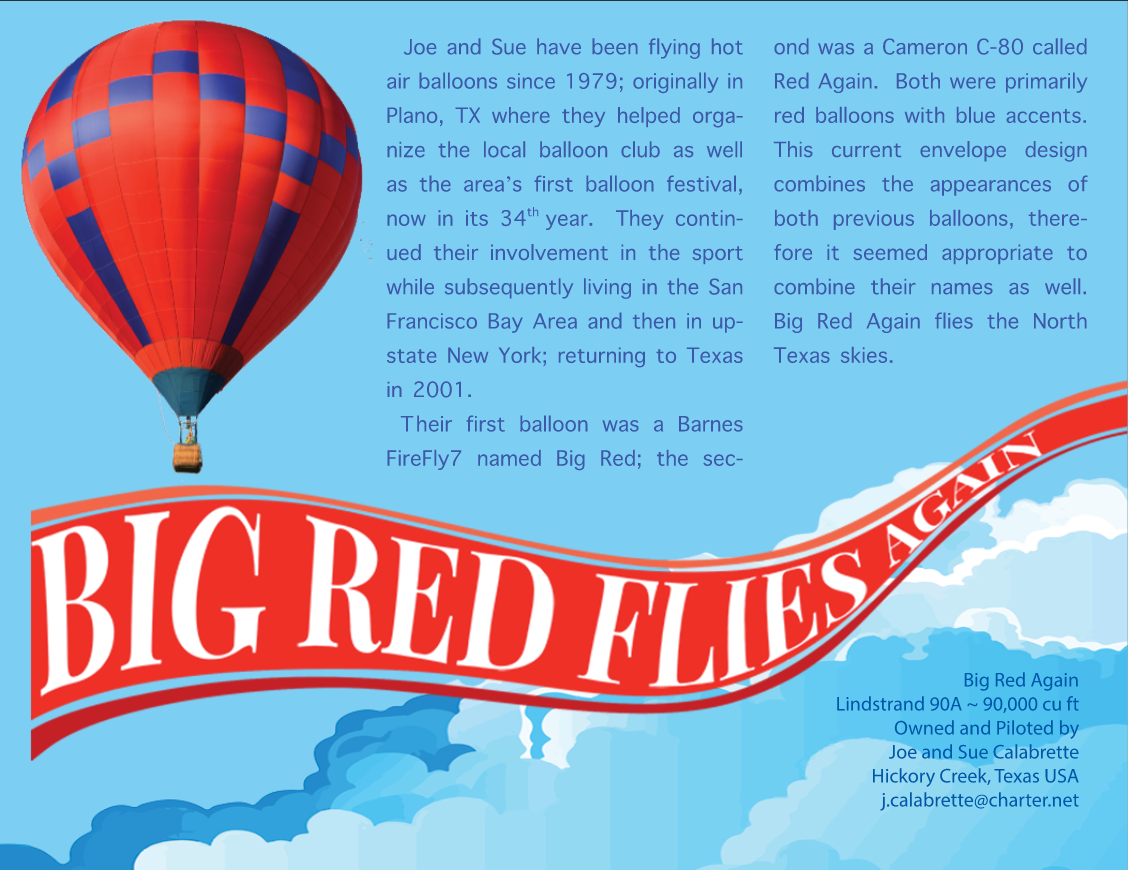 Joe and Sue have been flying hot
air balloons since 1979; originally in
Plano, TX where they helped orga-
nize the local balloon club as well
as the area's first balloon festival,
now in its 34th year.  They contin-
ued their involvement in the sport
while subsequently living in the San
Francisco Bay Area and then in up-
state New York; returning to Texas
in 2001.
Their first balloon was a Barnes
FireFly7 named Big Red; the sec-
ond was a Cameron C-80 called
Red Again.  Both were primarily
red balloons with blue accents.
This current envelope design
combines the appearances of
both previous balloons, there-
fore it seemed appropriate to
combine their names as well.
Big Red Again flies the North
Texas skies.
BIG RED FLIES AGAIN
Big Red Again
Lindstrand 90A ~ 90,000 cu ft
Owned and Piloted by
Joe and Sue Calabrette
Hickory Creek, Texas USA
j.calabrette@charter.net